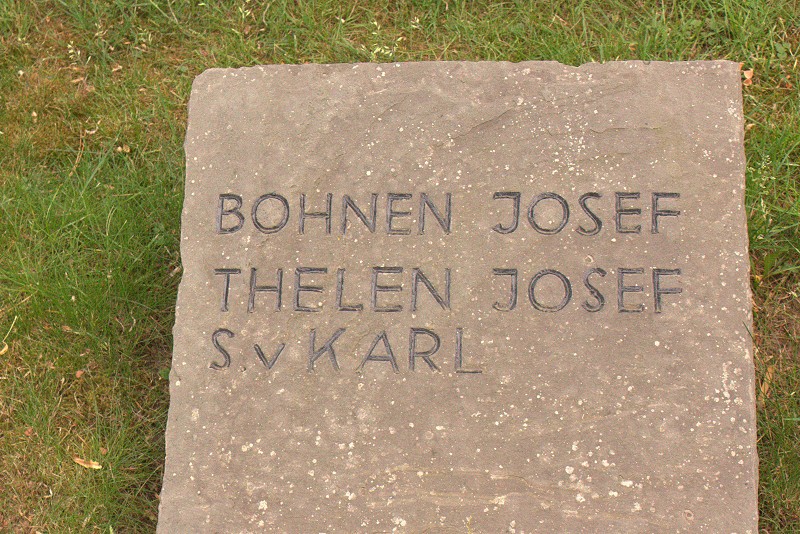 BOHNEN JOSEF
THELEN JOSEF
S v KARL